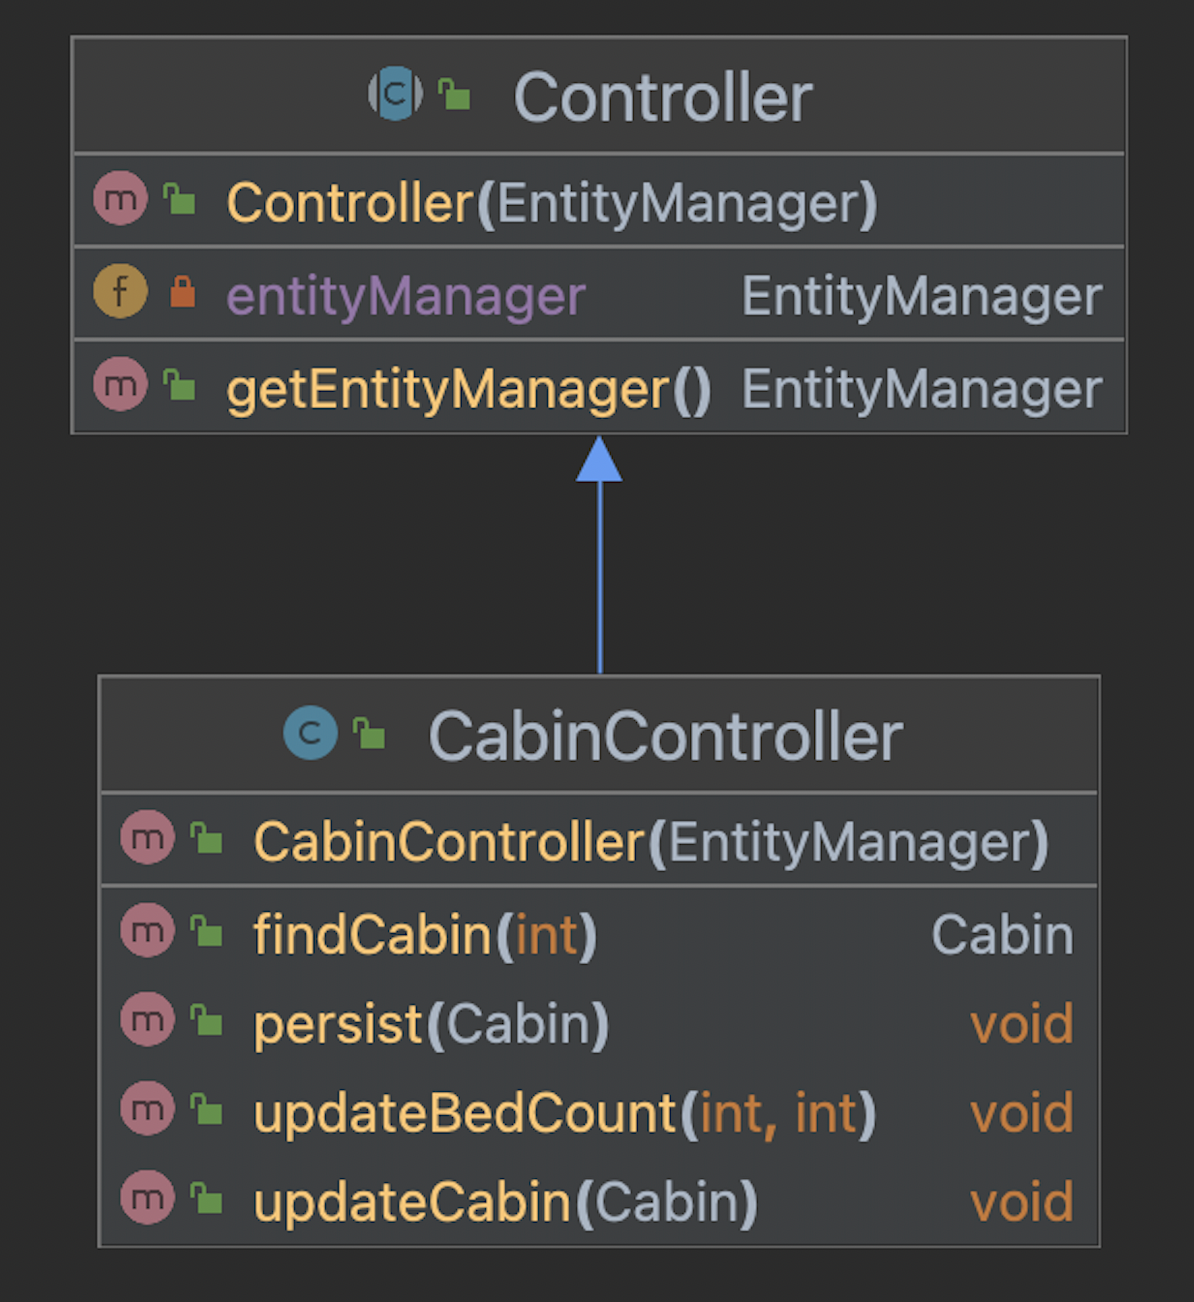 C Controller
m Controller(EntityManager)
f entityManager EntityManager
m getEntityManager() EntityManager
C CabinController
m CabinController(EntityManager)
m findCabin(int) Cabin
m persist(Cabin) void
m updateBedCount(int, int) void
m updateCabin(Cabin) void